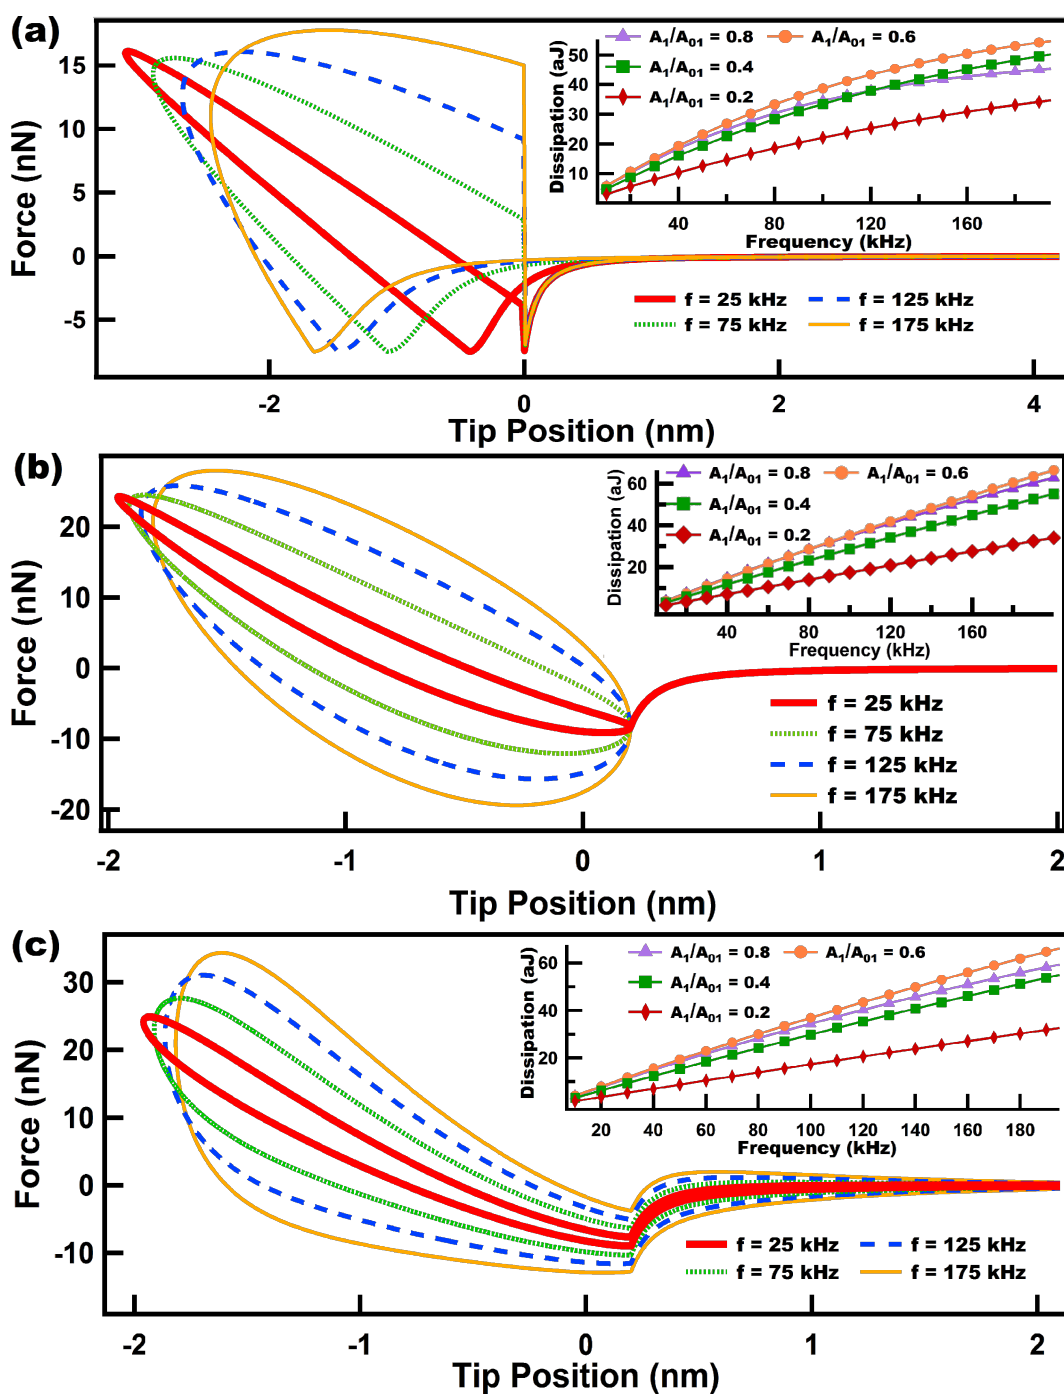 (a)
Force (nN)
15
10
5
0
-5
-2
0
2
4
Tip Position (nm)
Dissipation (aJ)
50
40
30
20
10
40
80
120
160
Frequency (kHz)
A1/A01 = 0.8
A1/A01 = 0.6
A1/A01 = 0.4
A1/A01 = 0.2
f = 25 kHz
f = 125 kHz
f = 75 kHz
f = 175 kHz
(b)
Force (nN)
20
10
0
-10
-20
-2
-1
0
1
2
Tip Position (nm)
Dissipation (aJ)
60
40
20
40
80
120
160
Frequency (kHz)
A1/A01 = 0.8
A1/A01 = 0.6
A1/A01 = 0.4
A1/A01 = 0.2
f = 25 kHz
f = 75 kHz
f = 125 kHz
f = 175 kHz
(c)
Force (nN)
30
20
10
0
-10
-2
-1
0
1
2
Tip Position (nm)
Dissipation (aJ)
60
40
20
20 40 60 80 100 120 140 160 180
Frequency (kHz)
A1/A01 = 0.8
A1/A01 = 0.6
A1/A01 = 0.4
A1/A01 = 0.2
f = 25 kHz
f = 125 kHz
f = 75 kHz
f = 175 kHz